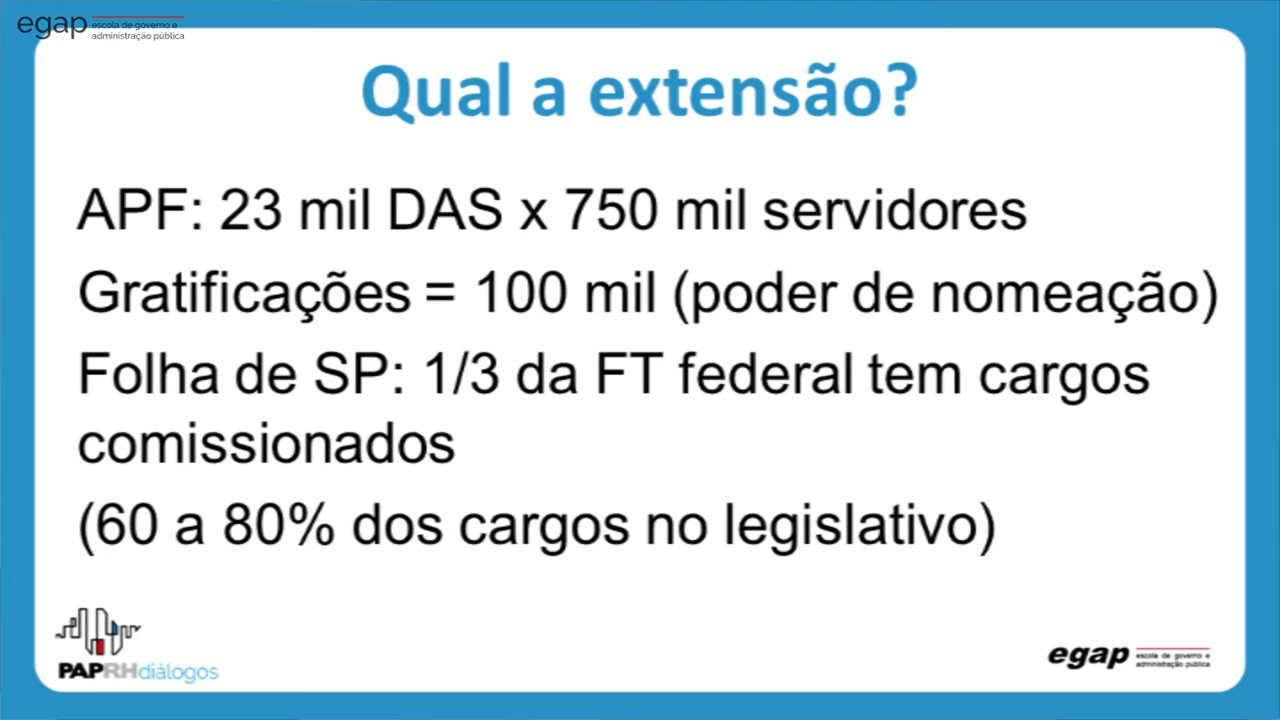 egap escola de governo e
administração pública
Qual a extensão?
APF: 23 mil DAS x 750 mil servidores
Gratificações = 100 mil (poder de nomeação)
Folha de SP: 1/3 da FT federal tem cargos
comissionados
(60 a 80% dos cargos no legislativo)
PAPRHdiálogos
egap escola de governo e
administração pública